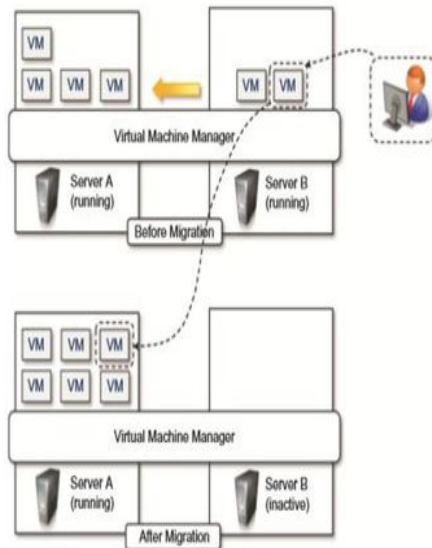 VM
VM VM VM
VM VM
Virtual Machine Manager
Server A
(running)
Server B
(running)
Before Migration
VM VM VM
VM VM VM
Virtual Machine Manager
Server A
(running)
Server B
(inactive)
After Migration